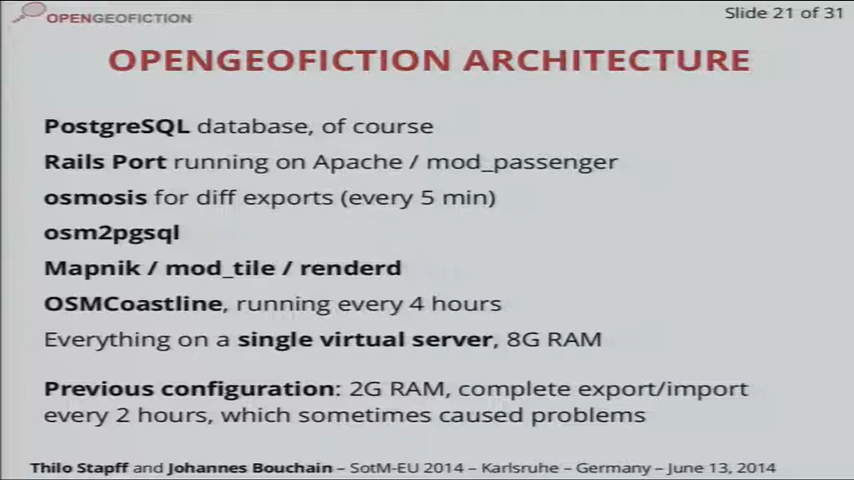 OPENGEOFICTION
Slide 21 of 31
OPENGEOFICTION ARCHITECTURE
PostgreSQL database, of course
Rails Port running on Apache / mod_passenger
osmosis for diff exports (every 5 min)
osm2pgsql
Mapnik / mod_tile / renderd
OSMCoastline, running every 4 hours
Everything on a single virtual server, 8G RAM
Previous configuration: 2G RAM, complete export/import
every 2 hours, which sometimes caused problems
Thilo Stapff and Johannes Bouchain – SotM-EU 2014 – Karlsruhe – Germany – June 13, 2014